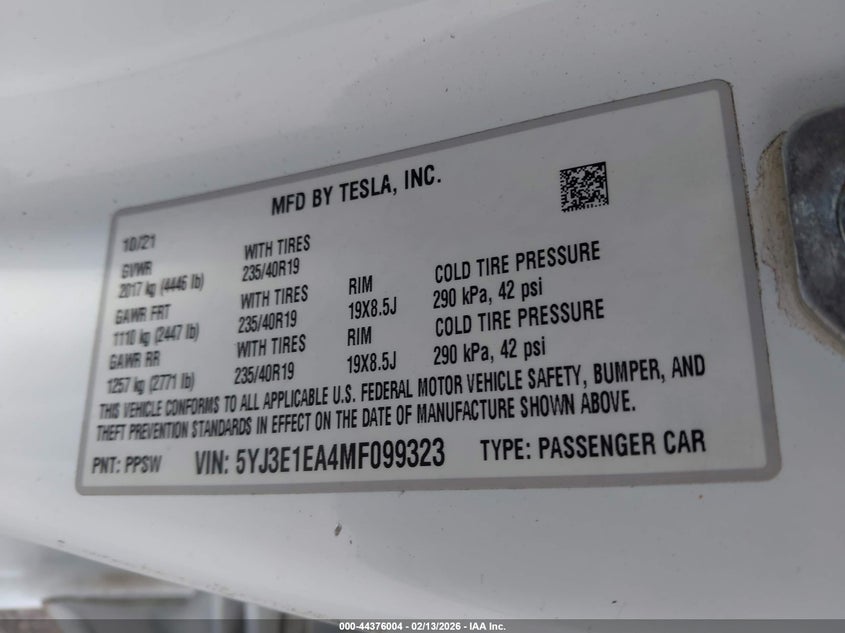 MFD BY TESLA, INC.
10/21
GVWR
2017 kg (4446 lb)
WITH TIRES
235/40R19
GAWR FRT
1110 kg (2447 lb)
WITH TIRES
235/40R19
RIM
19X8.5J
COLD TIRE PRESSURE
290 kPa, 42 psi
GAWR RR
1257 kg (2771 lb)
WITH TIRES
235/40R19
RIM
19X8.5J
COLD TIRE PRESSURE
290 kPa, 42 psi
THIS VEHICLE CONFORMS TO ALL APPLICABLE U.S. FEDERAL MOTOR VEHICLE SAFETY, BUMPER, AND
THEFT PREVENTION STANDARDS IN EFFECT ON THE DATE OF MANUFACTURE SHOWN ABOVE.
PNT: PPSW VIN: 5YJ3E1EA4MF099323 TYPE: PASSENGER CAR
000-44376004 - 02/13/2026 - IAA Inc.